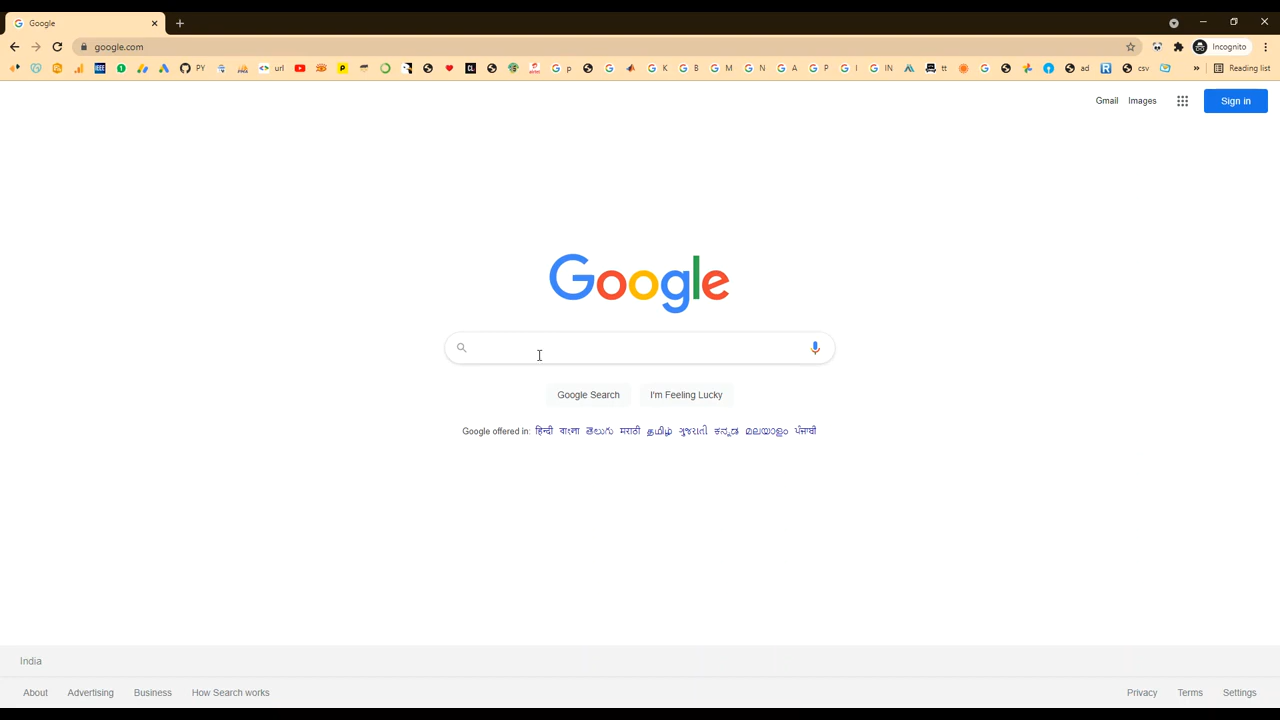 Google
google.com
Incognito
PY url p K B M N A P I IN tt ad csv Reading list
Gmail Images Sign in
Google
Google Search I'm Feeling Lucky
Google offered in: हिन्दी বাংলা తెలుగు मराठी தமிழ் ગુજરાતી ಕನ್ನಡ മലയാളം ਪੰਜਾਬੀ
India
About Advertising Business How Search works Privacy Terms Settings